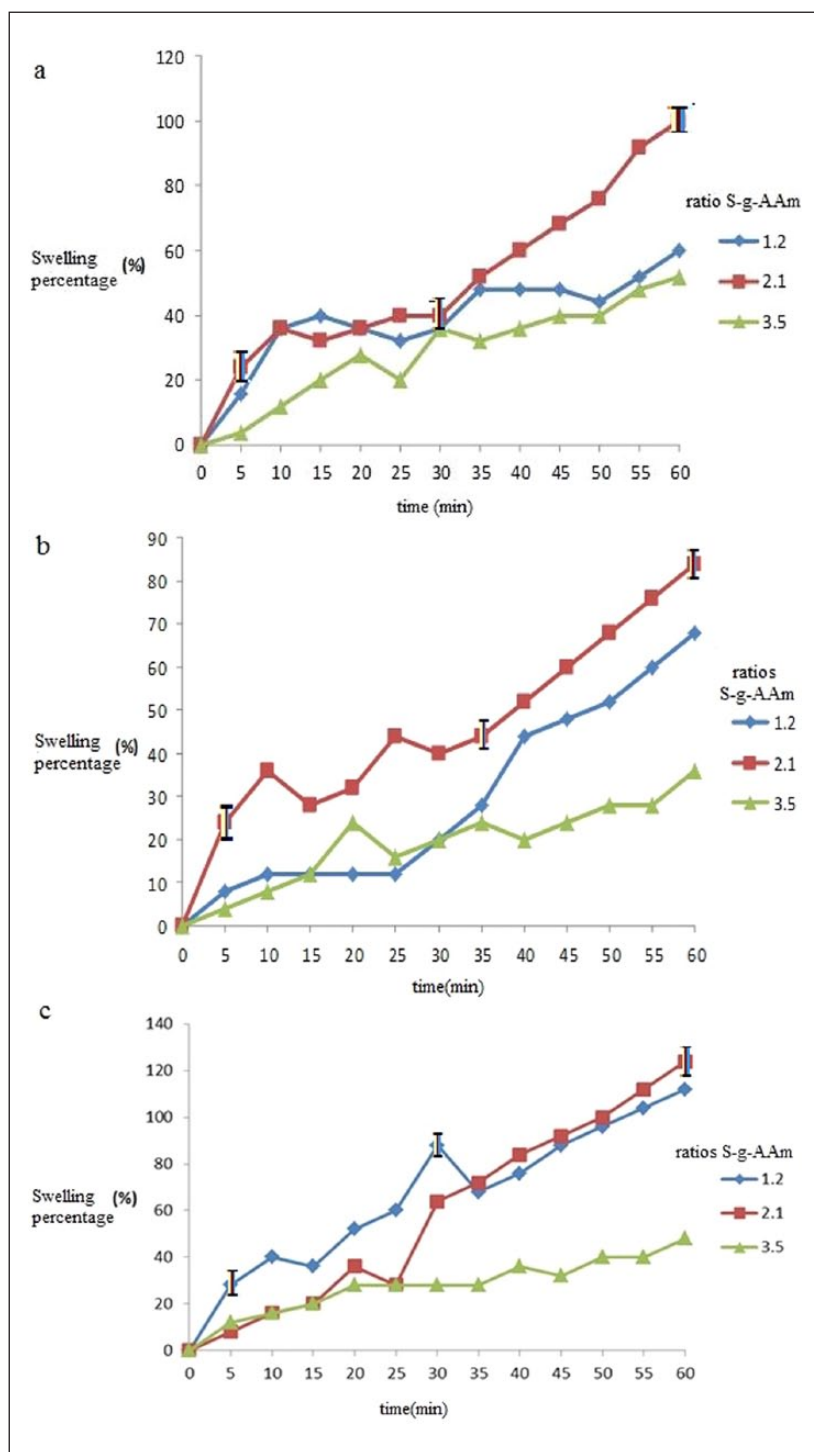 a
120
100
80
60
40
20
0
Swelling (%)
percentage
0 5 10 15 20 25 30 35 40 45 50 55 60
time (min)
ratio S-g-AAm
1.2
2.1
3.5
b
90
80
70
60
50
40
30
20
10
0
Swelling (%)
percentage
0 5 10 15 20 25 30 35 40 45 50 55 60
time(min)
ratios
S-g-AAm
1.2
2.1
3.5
c
140
120
100
80
60
40
20
0
Swelling (%)
percentage
0 5 10 15 20 25 30 35 40 45 50 55 60
time(min)
ratios S-g-AAm
1.2
2.1
3.5